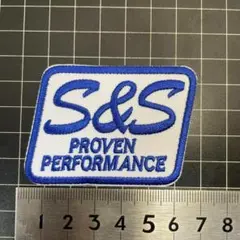 S&S
PROVEN
PERFORMANCE
1 2 3 4 5 6 7 8